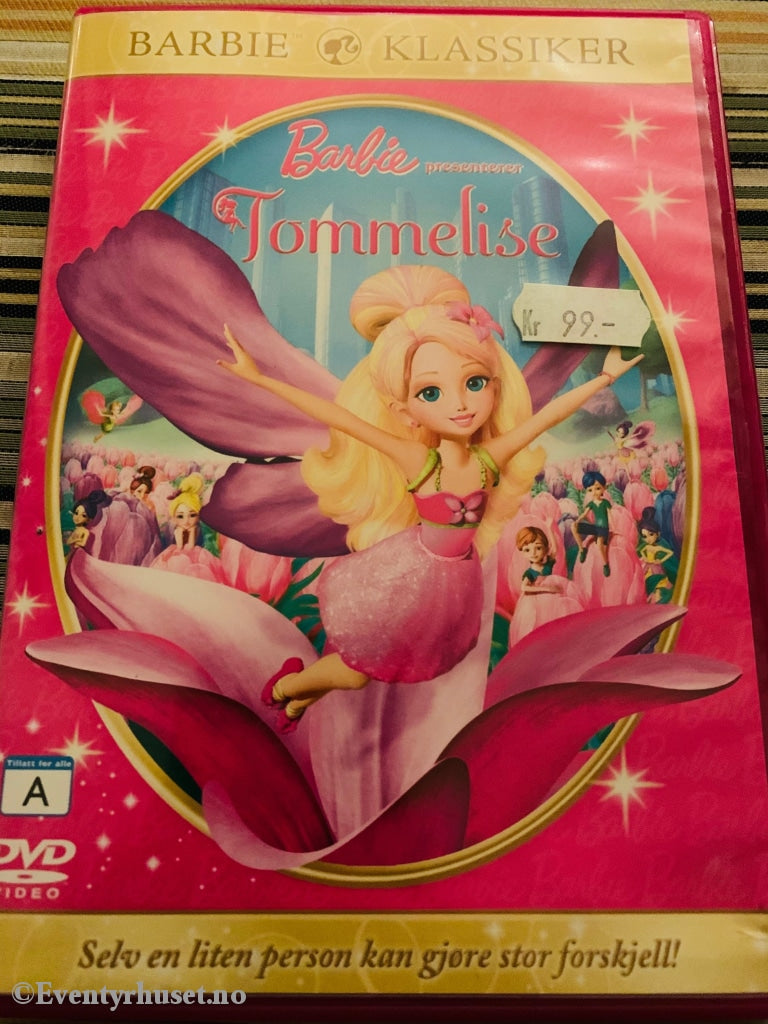 BARBIE™ KLASSIKER
Barbie presenterer
Tommelise
Kr 99.-
Tillatt for alle
A
DVD
VIDEO
Selv en liten person kan gjøre stor forskjell!
©Eventyrhuset.no